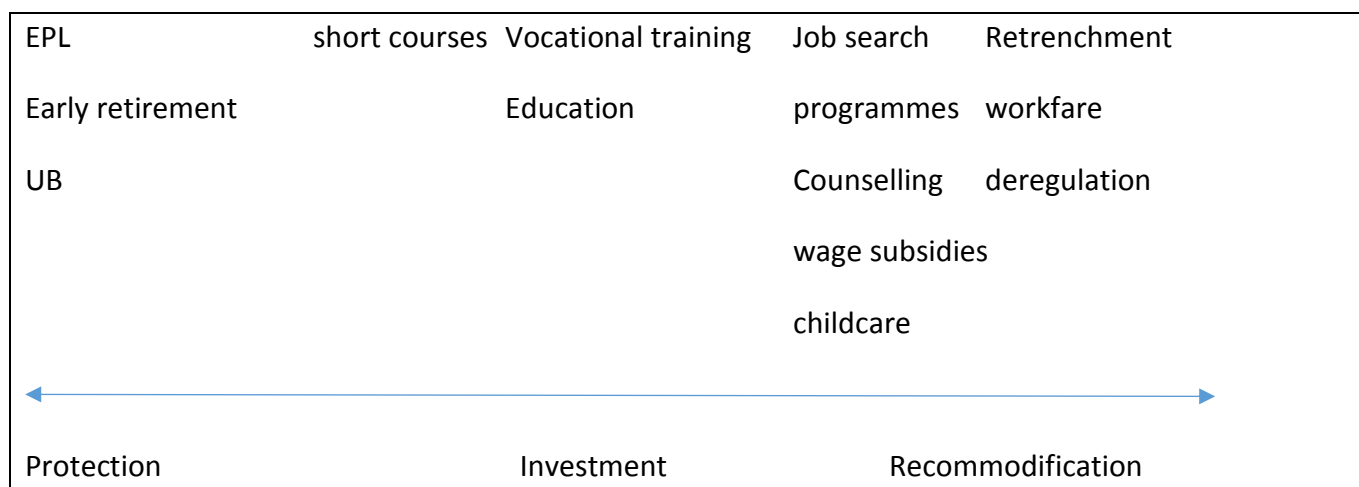 EPL short courses Vocational training Job search Retrenchment
Early retirement Education programmes workfare
UB Counselling deregulation
wage subsidies
childcare
Protection Investment Recommodification